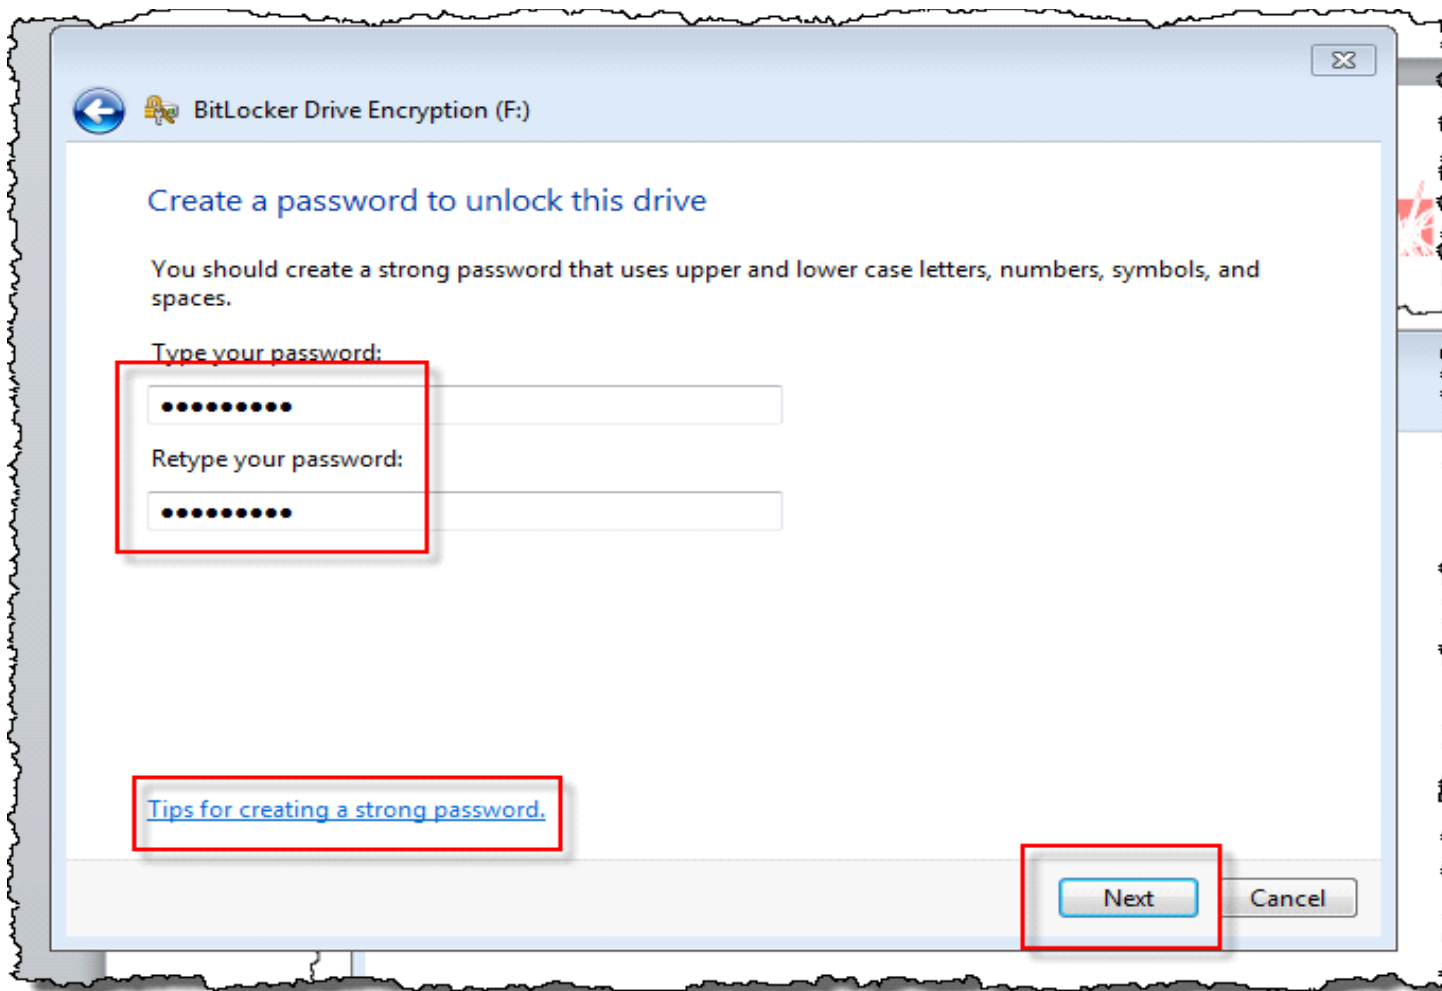 BitLocker Drive Encryption (F:)
Create a password to unlock this drive
You should create a strong password that uses upper and lower case letters, numbers, symbols, and
spaces.
Type your password:
●●●●●●●●●
Retype your password:
●●●●●●●●●
Tips for creating a strong password.
Next
Cancel